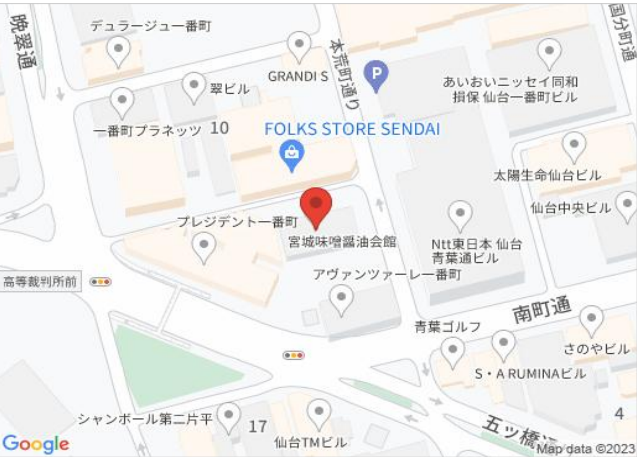 晩翠通
デュラージュ一番町
国分町通
本荒町通り
GRANDI S
P
翠ビル
あいおいニッセイ同和
損保 仙台一番町ビル
一番町プラネッツ
10
FOLKS STORE SENDAI
太陽生命仙台ビル
プレジデント一番町
仙台中央ビル
宮城味噌醤油会館
Ntt東日本 仙台
青葉通ビル
高等裁判所前
アヴァンツァーレ一番町
南町通
青葉ゴルフ
さのやビル
S・A RUMINAビル
シャンボール第二片平
17
仙台TMビル
五ツ橋
4
Google
Map data ©2023